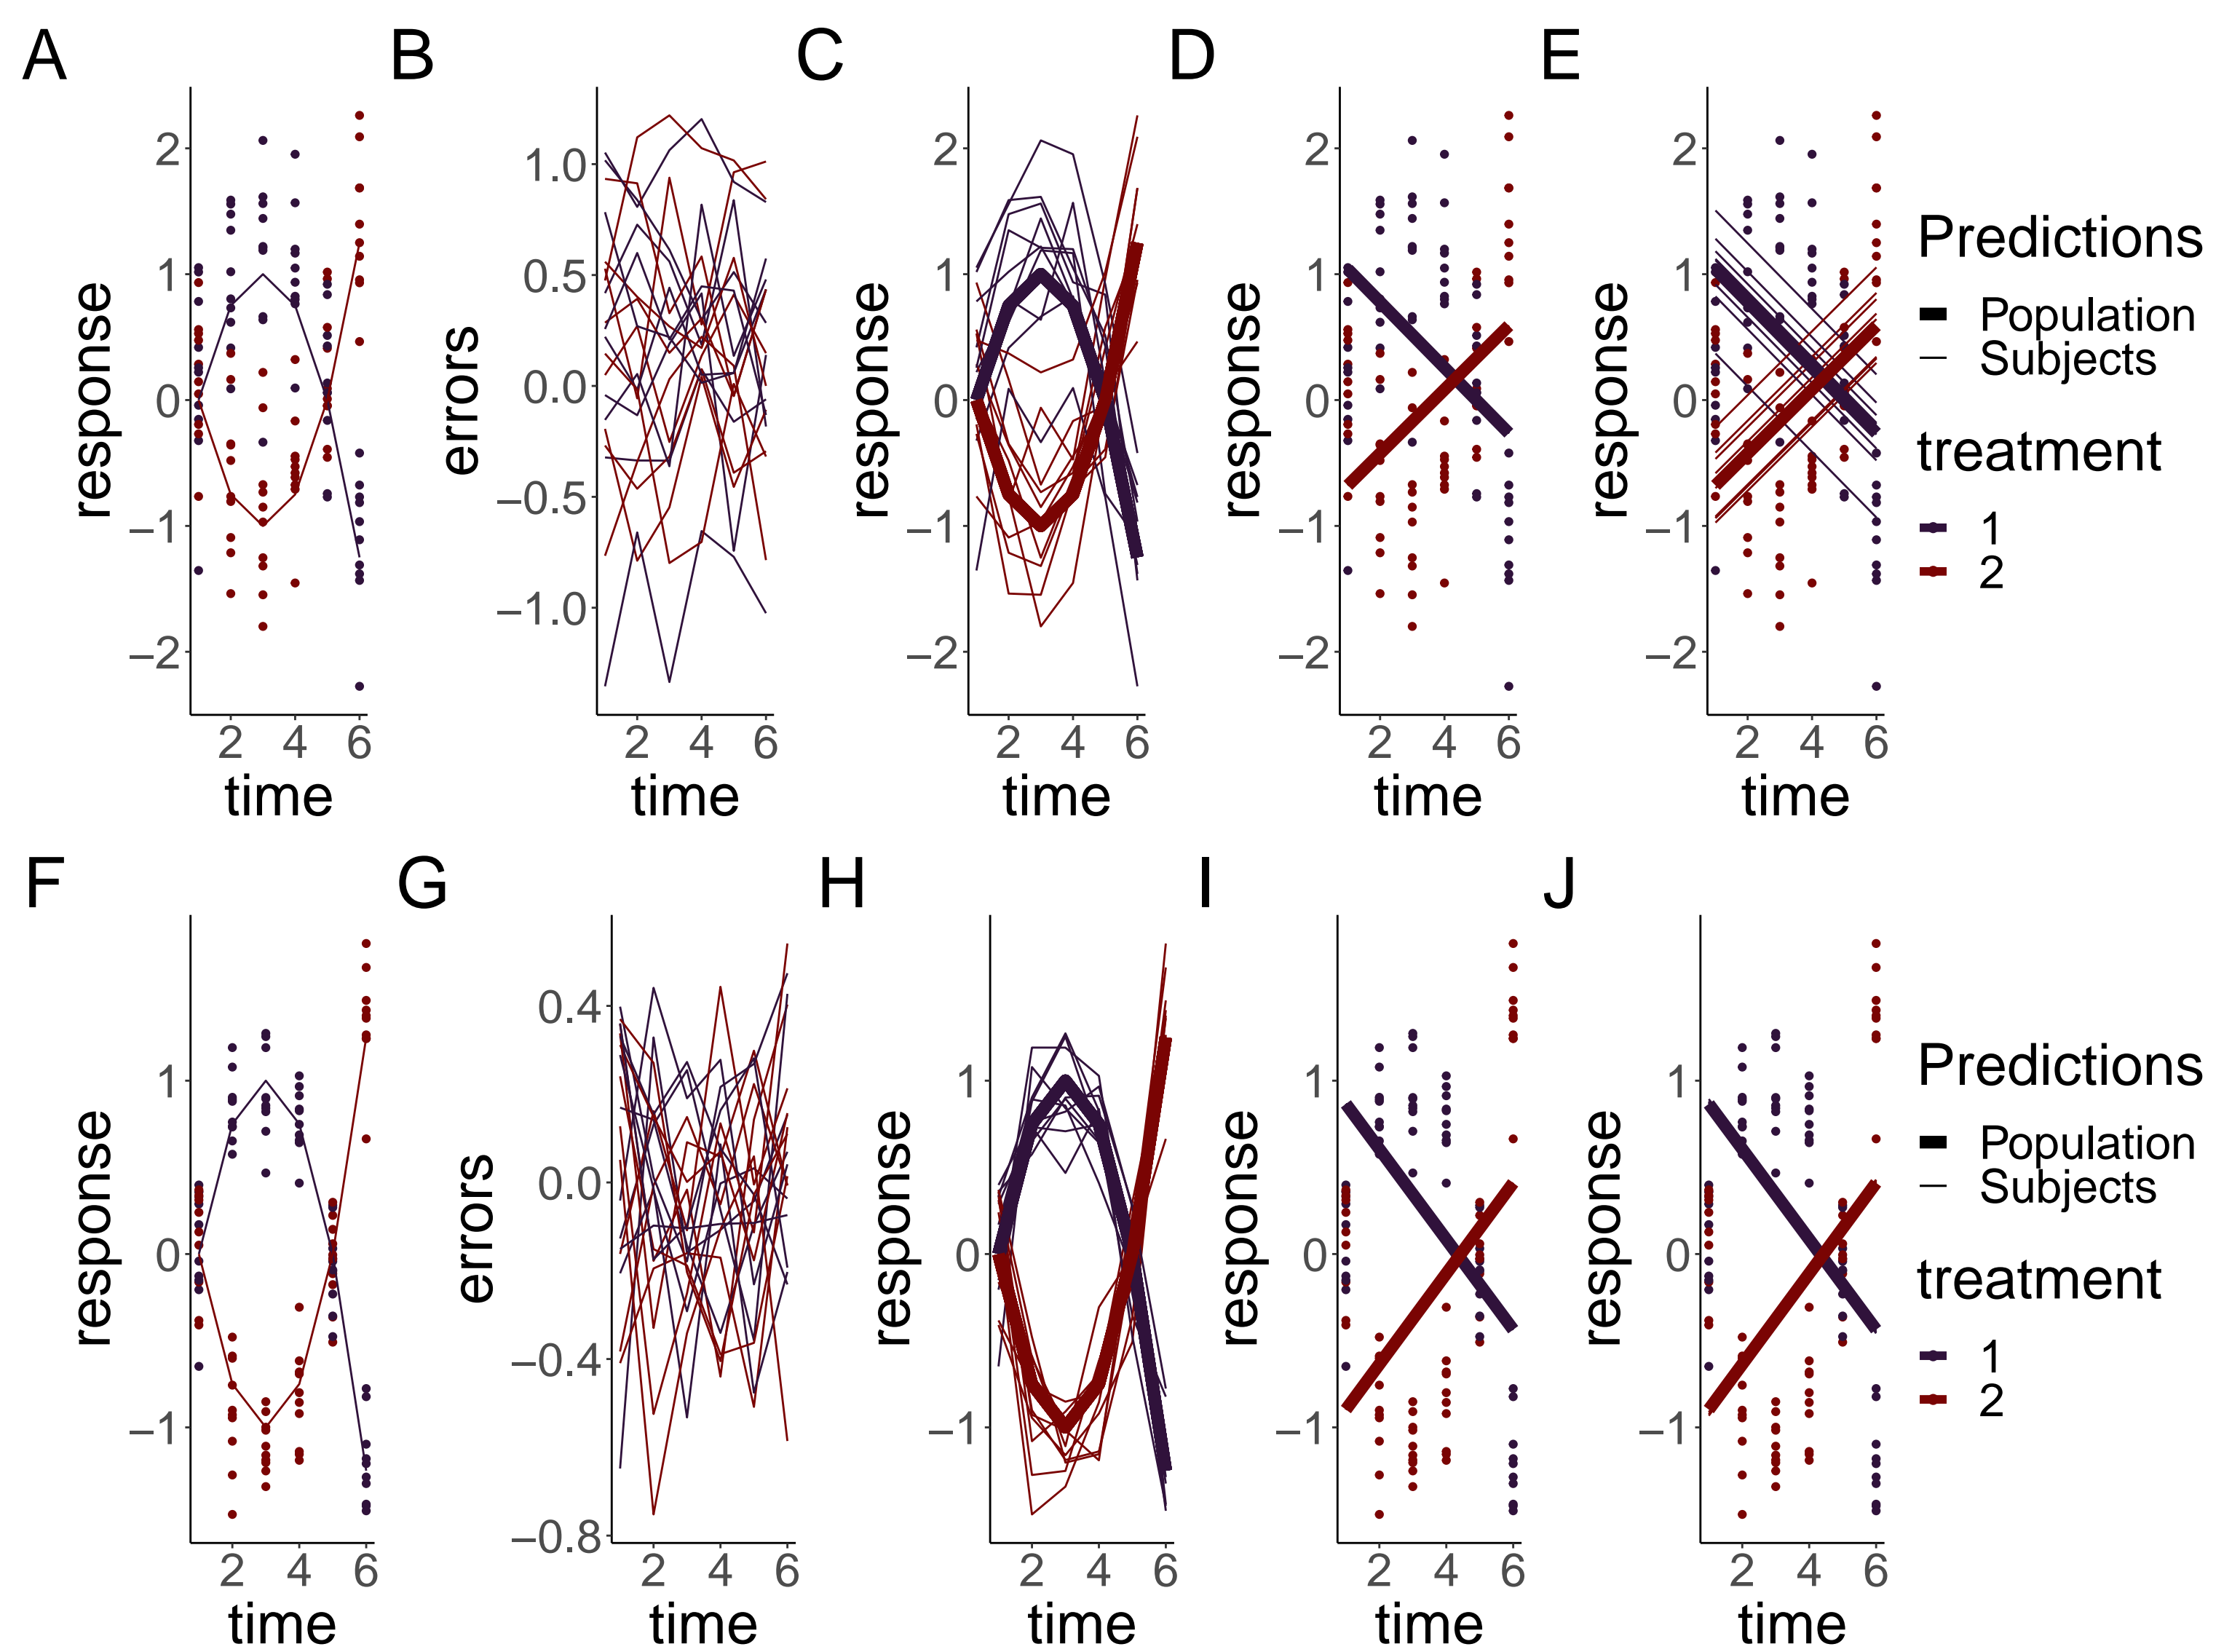 A B C D E
response
2
1
0
−1
−2
2 4 6
time
errors
1.0
0.5
0.0
−0.5
−1.0
2 4 6
time
response
2
1
0
−1
−2
2 4 6
time
response
2
1
0
−1
−2
2 4 6
time
response
2
1
0
−1
−2
2 4 6
time
Predictions
Population
Subjects
treatment
1
2
F G H I J
response
1
0
−1
2 4 6
time
errors
0.4
0.0
−0.4
−0.8
2 4 6
time
response
1
0
−1
2 4 6
time
response
1
0
−1
2 4 6
time
response
1
0
−1
2 4 6
time
Predictions
Population
Subjects
treatment
1
2